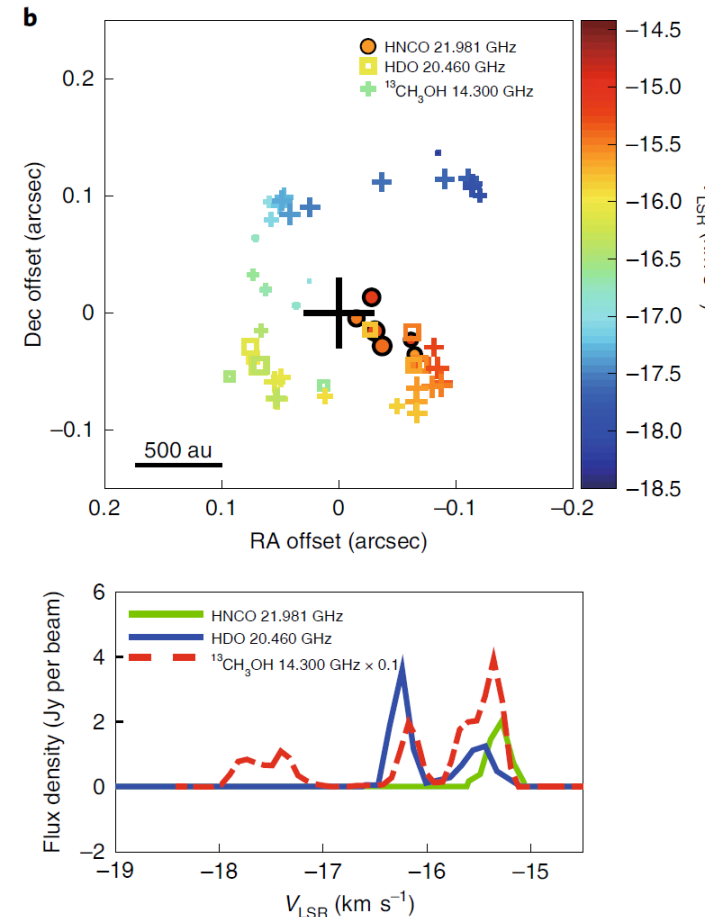 b
HNCO 21.981 GHz
HDO 20.460 GHz
¹³CH₃OH 14.300 GHz
0.2
0.1
0
−0.1
Dec offset (arcsec)
500 au
0.2
0.1
0
−0.1
−0.2
RA offset (arcsec)
−14.5
−15.0
−15.5
−16.0
−16.5
−17.0
−17.5
−18.0
−18.5
HNCO 21.981 GHz
HDO 20.460 GHz
¹³CH₃OH 14.300 GHz × 0.1
6
4
2
0
−2
Flux density (Jy per beam)
−19
−18
−17
−16
−15
V_LSR (km s⁻¹)